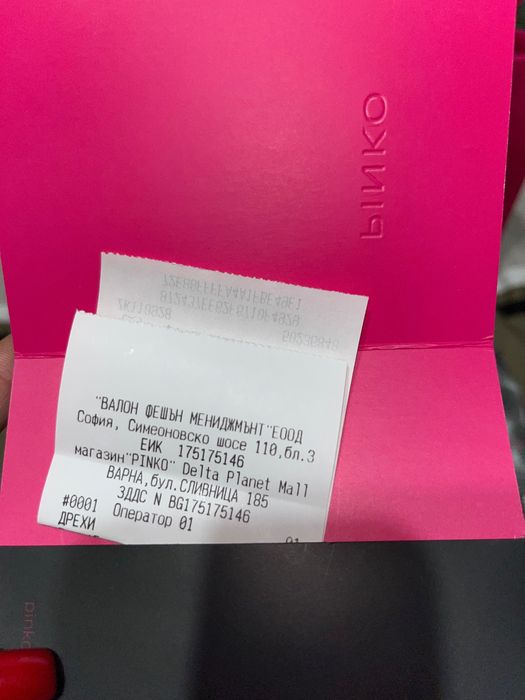 PINKO
"ВАЛОН ФЕШЪН МЕНИДЖМЪНТ"ЕООД
София, Симеоновско шосе 110,бл.3
ЕИК 175175146
магазин"PINKO" Delta Planet Mall
ВАРНА,бул.СЛИВНИЦА 185
ЗДДС N BG175175146
#0001 Оператор 01
ДРЕХИ
pinko